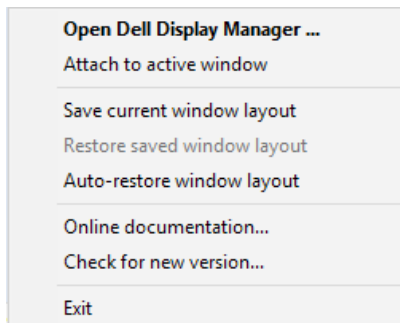 Open Dell Display Manager ...
Attach to active window
Save current window layout
Restore saved window layout
Auto-restore window layout
Online documentation...
Check for new version...
Exit